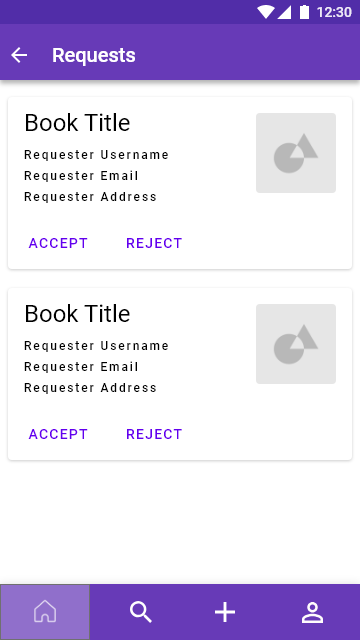 12:30
Requests
Book Title
Requester Username
Requester Email
Requester Address
ACCEPT REJECT
Book Title
Requester Username
Requester Email
Requester Address
ACCEPT REJECT